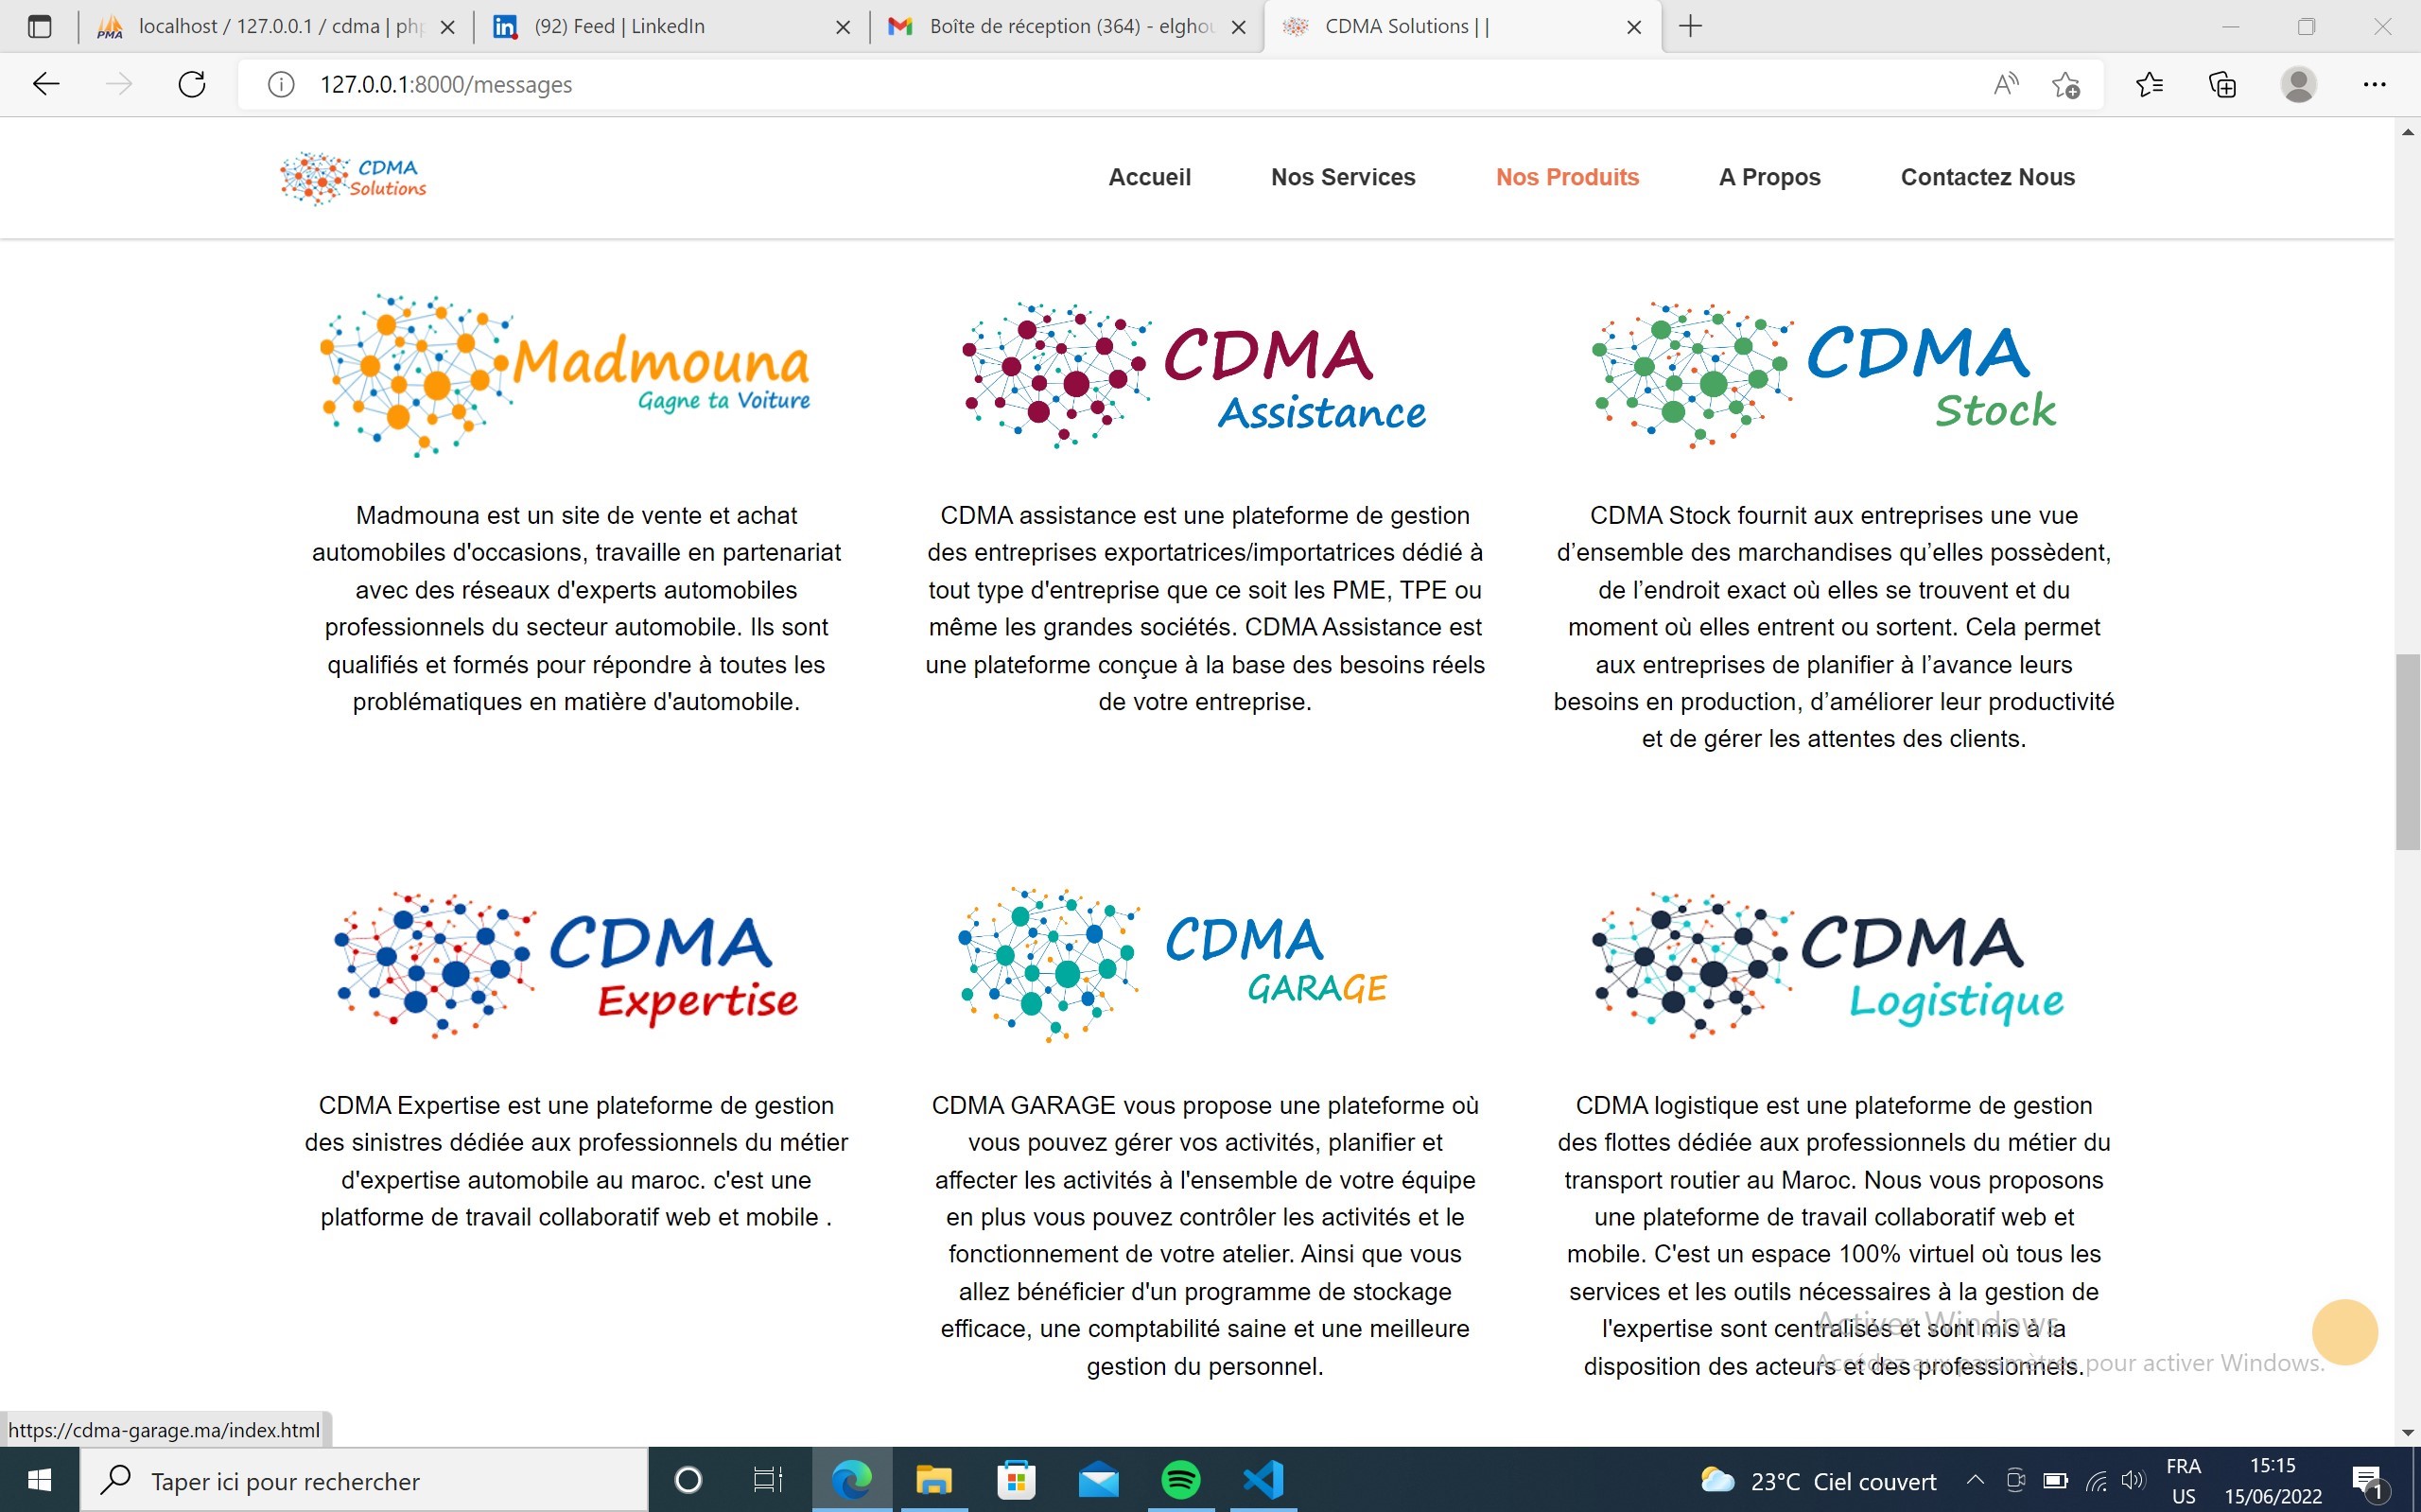 localhost / 127.0.0.1 / cdma | php
(92) Feed | LinkedIn
Boîte de réception (364) - elghou
CDMA Solutions | |
127.0.0.1:8000/messages
CDMA
Solutions
Accueil
Nos Services
Nos Produits
A Propos
Contactez Nous
Madmouna
Gagne ta Voiture
Madmouna est un site de vente et achat
automobiles d'occasions, travaille en partenariat
avec des réseaux d'experts automobiles
professionnels du secteur automobile. Ils sont
qualifiés et formés pour répondre à toutes les
problématiques en matière d'automobile.
CDMA
Assistance
CDMA assistance est une plateforme de gestion
des entreprises exportatrices/importatrices dédié à
tout type d'entreprise que ce soit les PME, TPE ou
même les grandes sociétés. CDMA Assistance est
une plateforme conçue à la base des besoins réels
de votre entreprise.
CDMA
Stock
CDMA Stock fournit aux entreprises une vue
d’ensemble des marchandises qu’elles possèdent,
de l’endroit exact où elles se trouvent et du
moment où elles entrent ou sortent. Cela permet
aux entreprises de planifier à l’avance leurs
besoins en production, d’améliorer leur productivité
et de gérer les attentes des clients.
CDMA
Expertise
CDMA Expertise est une plateforme de gestion
des sinistres dédiée aux professionnels du métier
d'expertise automobile au maroc. c'est une
platforme de travail collaboratif web et mobile .
CDMA
GARAGE
CDMA GARAGE vous propose une plateforme où
vous pouvez gérer vos activités, planifier et
affecter les activités à l'ensemble de votre équipe
en plus vous pouvez contrôler les activités et le
fonctionnement de votre atelier. Ainsi que vous
allez bénéficier d'un programme de stockage
efficace, une comptabilité saine et une meilleure
gestion du personnel.
CDMA
Logistique
CDMA logistique est une plateforme de gestion
des flottes dédiée aux professionnels du métier du
transport routier au Maroc. Nous vous proposons
une plateforme de travail collaboratif web et
mobile. C'est un espace 100% virtuel où tous les
services et les outils nécessaires à la gestion de
l'expertise sont centralisés et sont mis à la
disposition des acteurs et des professionnels.
Activer Windows
Accédez aux paramètres pour activer Windows.
https://cdma-garage.ma/index.html
Taper ici pour rechercher
23°C Ciel couvert
FRA
US
15:15
15/06/2022
1
PMA